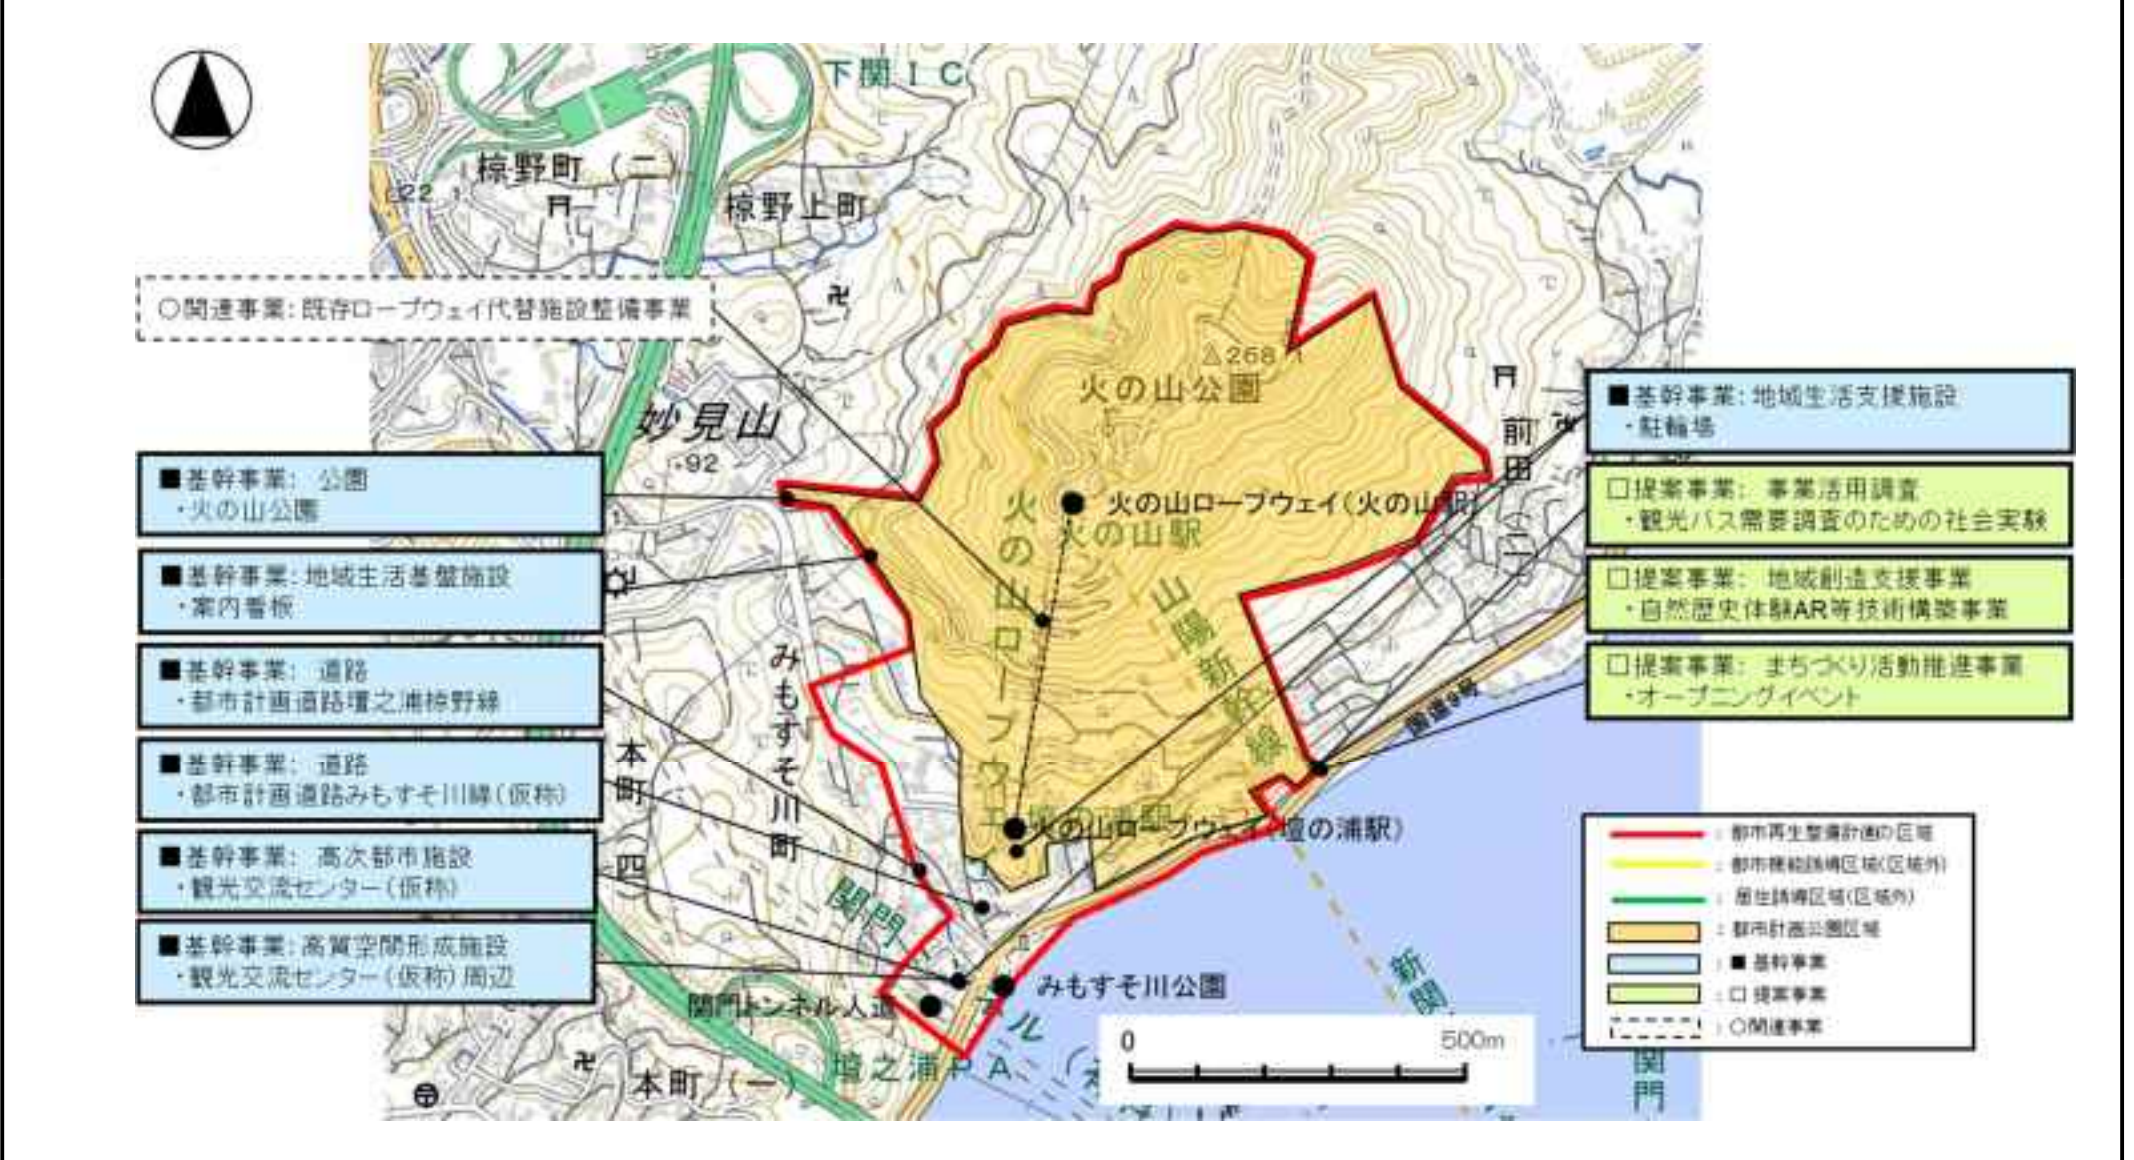 下関IC
椋野町(二)
22
椋野上町
○関連事業:既存ロープウェイ代替施設整備事業
△268
火の山公園
妙見山
・92
前田(二)
■基幹事業: 公園
・火の山公園
■基幹事業:地域生活基盤施設
・案内看板
■基幹事業: 道路
・都市計画道路壇之浦椋野線
■基幹事業: 道路
・都市計画道路みもすそ川線(仮称)
■基幹事業: 高次都市施設
・観光交流センター(仮称)
■基幹事業:高質空間形成施設
・観光交流センター(仮称)周辺
■基幹事業:地域生活支援施設
・駐輪場
□提案事業: 事業活用調査
・観光バス需要調査のための社会実験
□提案事業: 地域創造支援事業
・自然歴史体験AR等技術構築事業
□提案事業: まちづくり活動推進事業
・オープニングイベント
火の山ロープウェイ(火の山駅)
火の山駅
火の山ロープウェイ
山陽新幹線
国道9号
みもすそ川町
本町四
火の山ロープウェイ(壇の浦駅)
関門
みもすそ川公園
関門トンネル人道
ネル
壇之浦PA
本町(一)
新関
関門
0 500m
:都市再生整備計画の区域
:都市機能誘導区域(区域外)
:居住誘導区域(区域外)
:都市計画公園区域
:■ 基幹事業
:□ 提案事業
:○関連事業